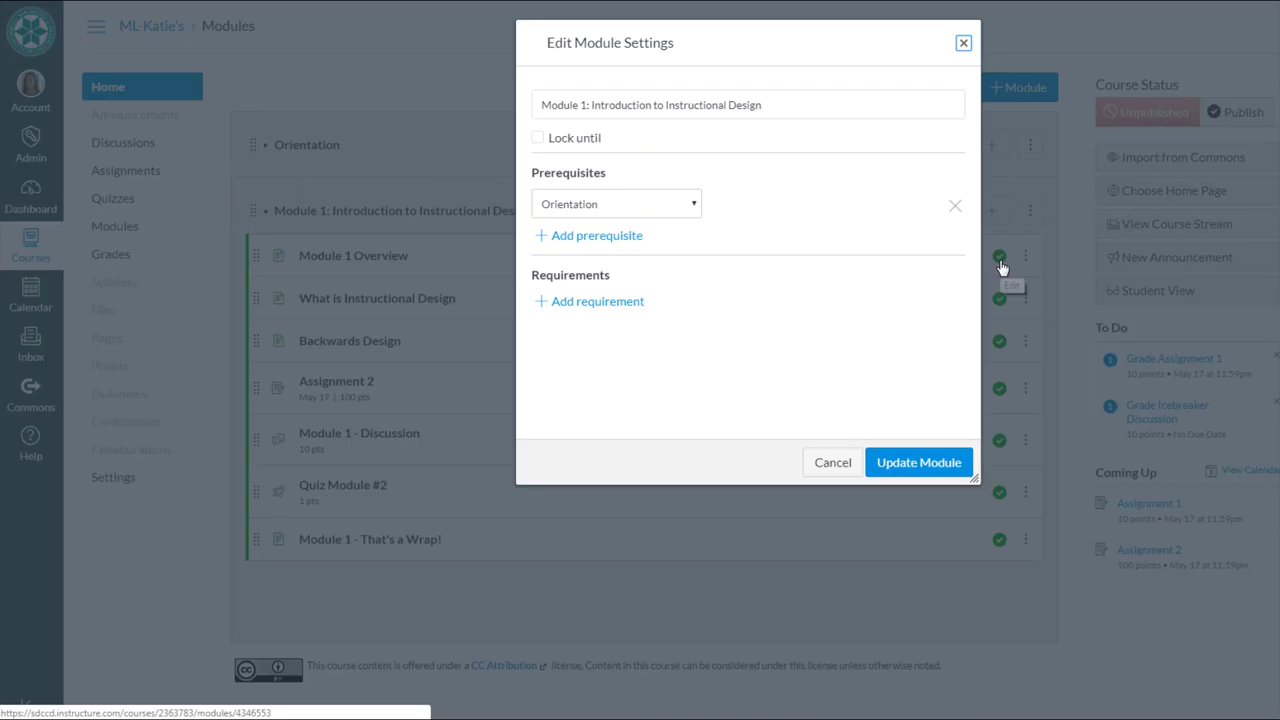 ML-Katie's › Modules
Account
Admin
Dashboard
Courses
Calendar
Inbox
Commons
Help
Home
Announcements
Discussions
Assignments
Quizzes
Modules
Grades
Syllabus
Files
Pages
People
Outcomes
Conferences
Collaborations
Settings
+ Module
Orientation
Module 1: Introduction to Instructional Des
Module 1 Overview
What is Instructional Design
Backwards Design
Assignment 2
May 17 | 100 pts
Module 1 - Discussion
10 pts
Quiz Module #2
1 pts
Module 1 - That's a Wrap!
Edit Module Settings
Module 1: Introduction to Instructional Design
Lock until
Prerequisites
Orientation
+ Add prerequisite
Requirements
+ Add requirement
Cancel
Update Module
Edit
Course Status
Unpublished
Publish
Import from Commons
Choose Home Page
View Course Stream
New Announcement
Student View
To Do
1 Grade Assignment 1
10 points • May 17 at 11:59pm
1 Grade Icebreaker
Discussion
10 points • No Due Date
Coming Up
View Calendar
Assignment 1
10 points • May 17 at 11:59pm
Assignment 2
100 points • May 17 at 11:59pm
This course content is offered under a CC Attribution license. Content in this course can be considered under this license unless otherwise noted.
https://sdccd.instructure.com/courses/2363783/modules/4346553